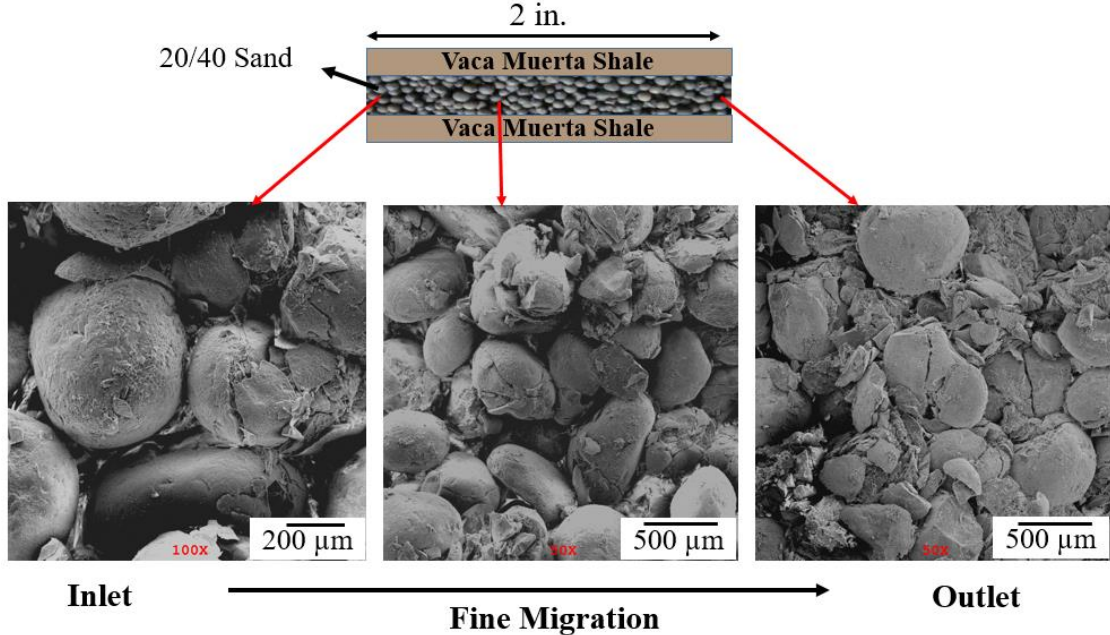 2 in.
20/40 Sand
Vaca Muerta Shale
Vaca Muerta Shale
100X
200 µm
50X
500 µm
50X
500 µm
Inlet
Fine Migration
Outlet